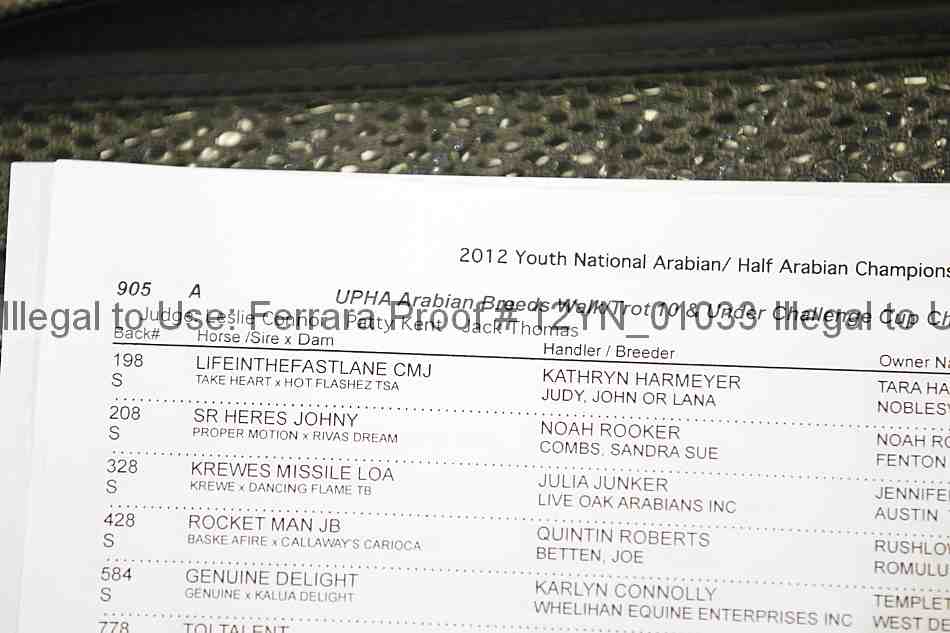 2012 Youth National Arabian/ Half Arabian Champions
905 A UPHA Arabian Breeds Walk/Trot 10 & Under Challenge Cup Ch
Illegal to Use: Ferrara Proof # 12YN_01033 Illegal to U
Judge Leslie Connor Patty Kent Jack Thomas
Back# Horse /Sire x Dam Handler / Breeder Owner Na
198 LIFEINTHEFASTLANE CMJ KATHRYN HARMEYER TARA HA
S TAKE HEART x HOT FLASHEZ TSA JUDY, JOHN OR LANA NOBLESV
208 SR HERES JOHNY NOAH ROOKER NOAH RO
S PROPER MOTION x RIVAS DREAM COMBS, SANDRA SUE FENTON
328 KREWES MISSILE LOA JULIA JUNKER JENNIFE
S KREWE x DANCING FLAME TB LIVE OAK ARABIANS INC AUSTIN
428 ROCKET MAN JB QUINTIN ROBERTS RUSHLO
S BASKE AFIRE x CALLAWAY'S CARIOCA BETTEN, JOE ROMULU
584 GENUINE DELIGHT KARLYN CONNOLLY TEMPLET
S GENUINE x KALUA DELIGHT WHELIHAN EQUINE ENTERPRISES INC WEST DE
778 TOLTALENT